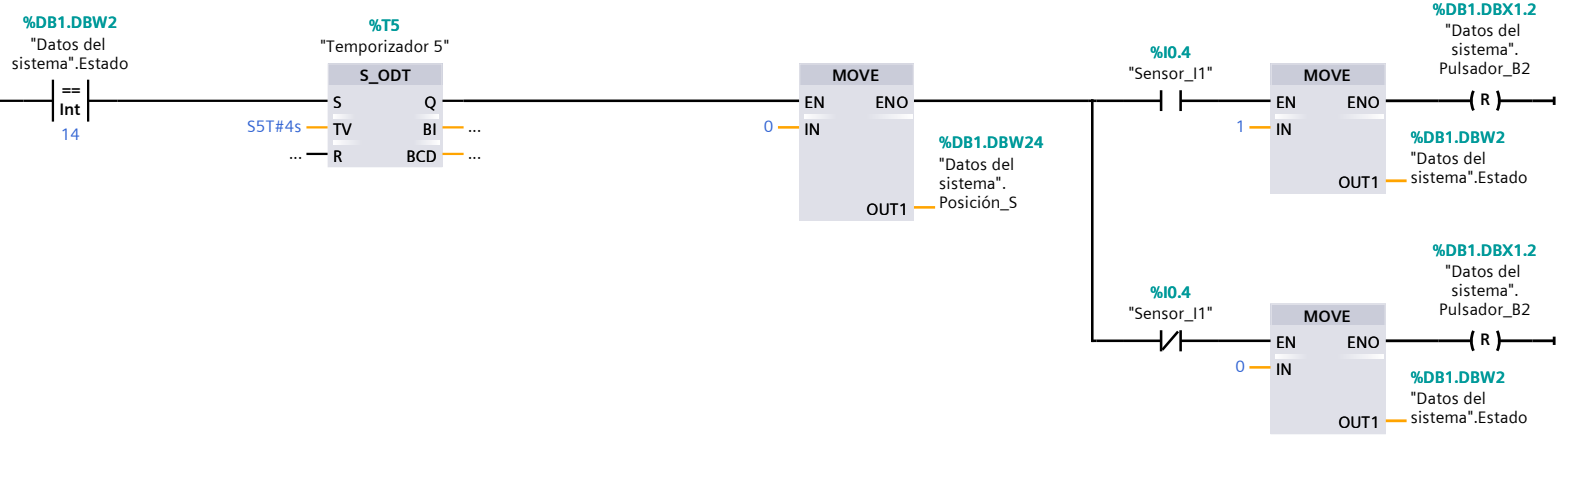 %DB1.DBW2
"Datos del
sistema".Estado
==
Int
14
%T5
"Temporizador 5"
S_ODT
S Q
S5T#4s TV BI ...
... R BCD ...
MOVE
EN ENO
0 IN
OUT1
%DB1.DBW24
"Datos del
sistema".
Posición_S
%I0.4
"Sensor_I1"
MOVE
EN ENO
1 IN
OUT1
%DB1.DBX1.2
"Datos del
sistema".
Pulsador_B2
( R )
%DB1.DBW2
"Datos del
sistema".Estado
%I0.4
"Sensor_I1"
MOVE
EN ENO
0 IN
OUT1
%DB1.DBX1.2
"Datos del
sistema".
Pulsador_B2
( R )
%DB1.DBW2
"Datos del
sistema".Estado